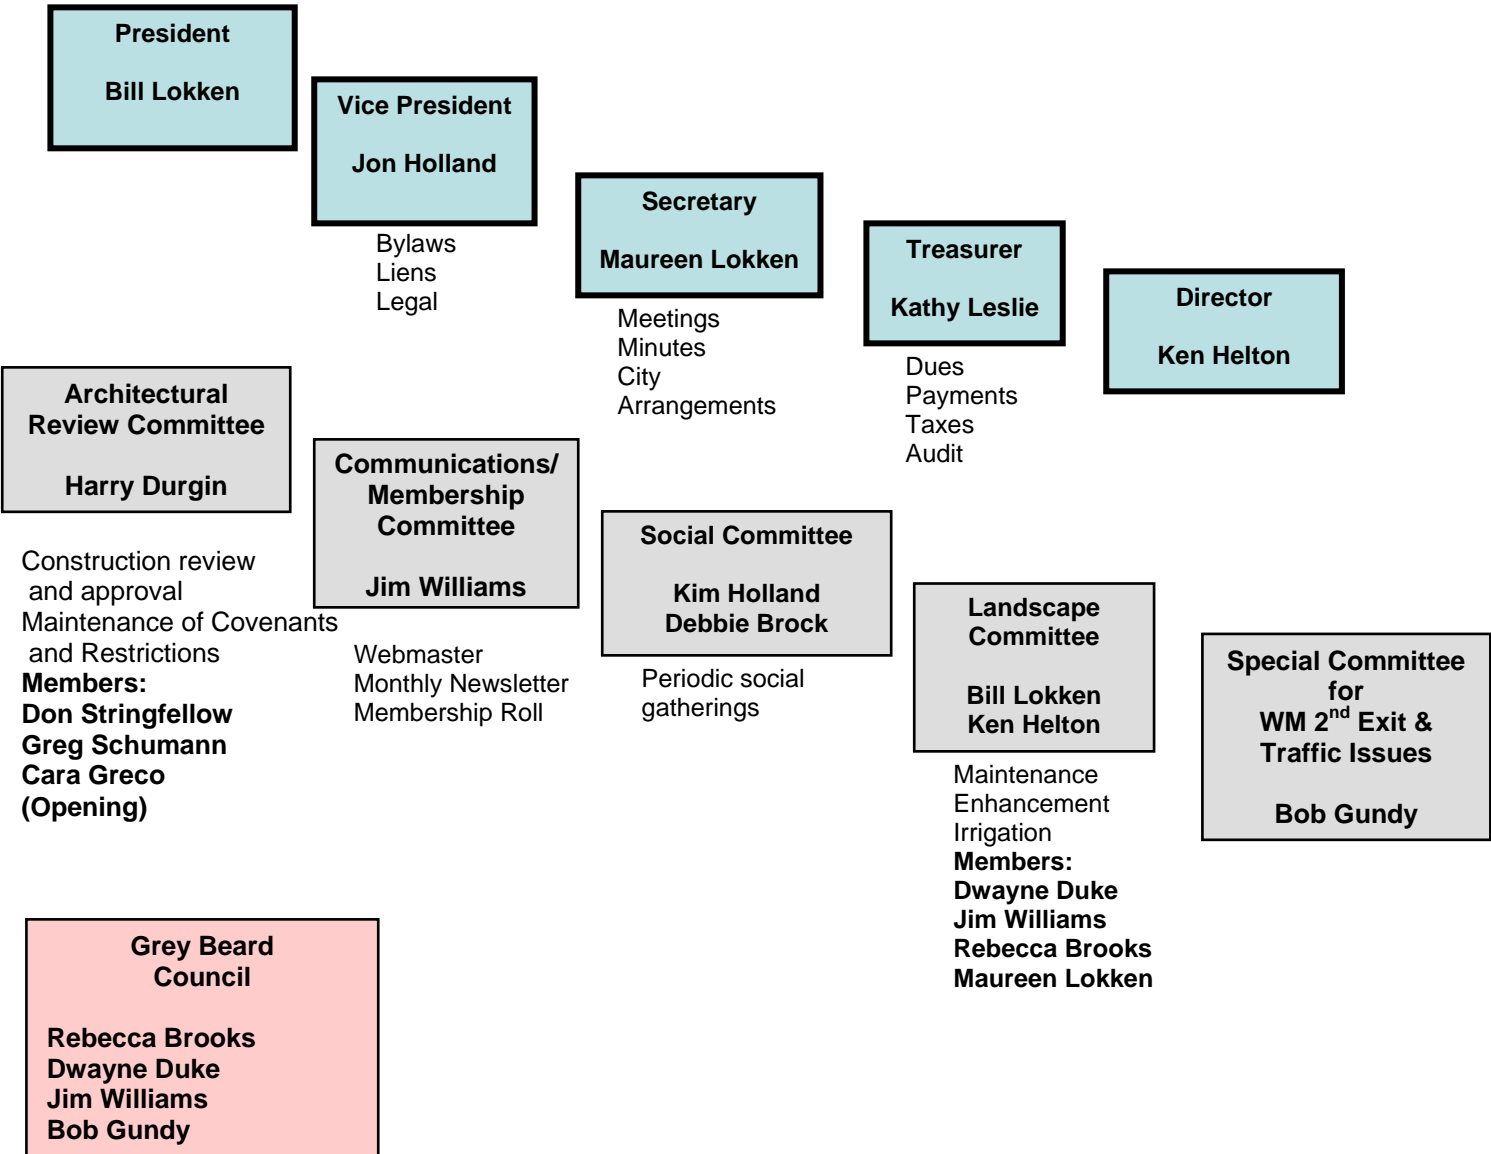 President
Bill Lokken
Vice President
Jon Holland
Bylaws
Liens
Legal
Secretary
Maureen Lokken
Meetings
Minutes
City
Arrangements
Treasurer
Kathy Leslie
Dues
Payments
Taxes
Audit
Director
Ken Helton
Architectural
Review Committee
Harry Durgin
Construction review
and approval
Maintenance of Covenants
and Restrictions
Members:
Don Stringfellow
Greg Schumann
Cara Greco
(Opening)
Communications/
Membership
Committee
Jim Williams
Webmaster
Monthly Newsletter
Membership Roll
Social Committee
Kim Holland
Debbie Brock
Periodic social
gatherings
Landscape
Committee
Bill Lokken
Ken Helton
Maintenance
Enhancement
Irrigation
Members:
Dwayne Duke
Jim Williams
Rebecca Brooks
Maureen Lokken
Special Committee
for
WM 2nd Exit &
Traffic Issues
Bob Gundy
Grey Beard
Council
Rebecca Brooks
Dwayne Duke
Jim Williams
Bob Gundy